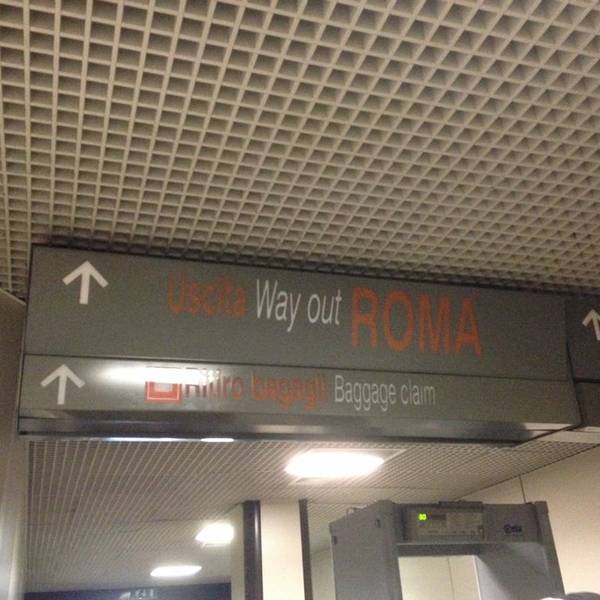 Uscita Way out ROMA
Ritiro bagagli Baggage claim